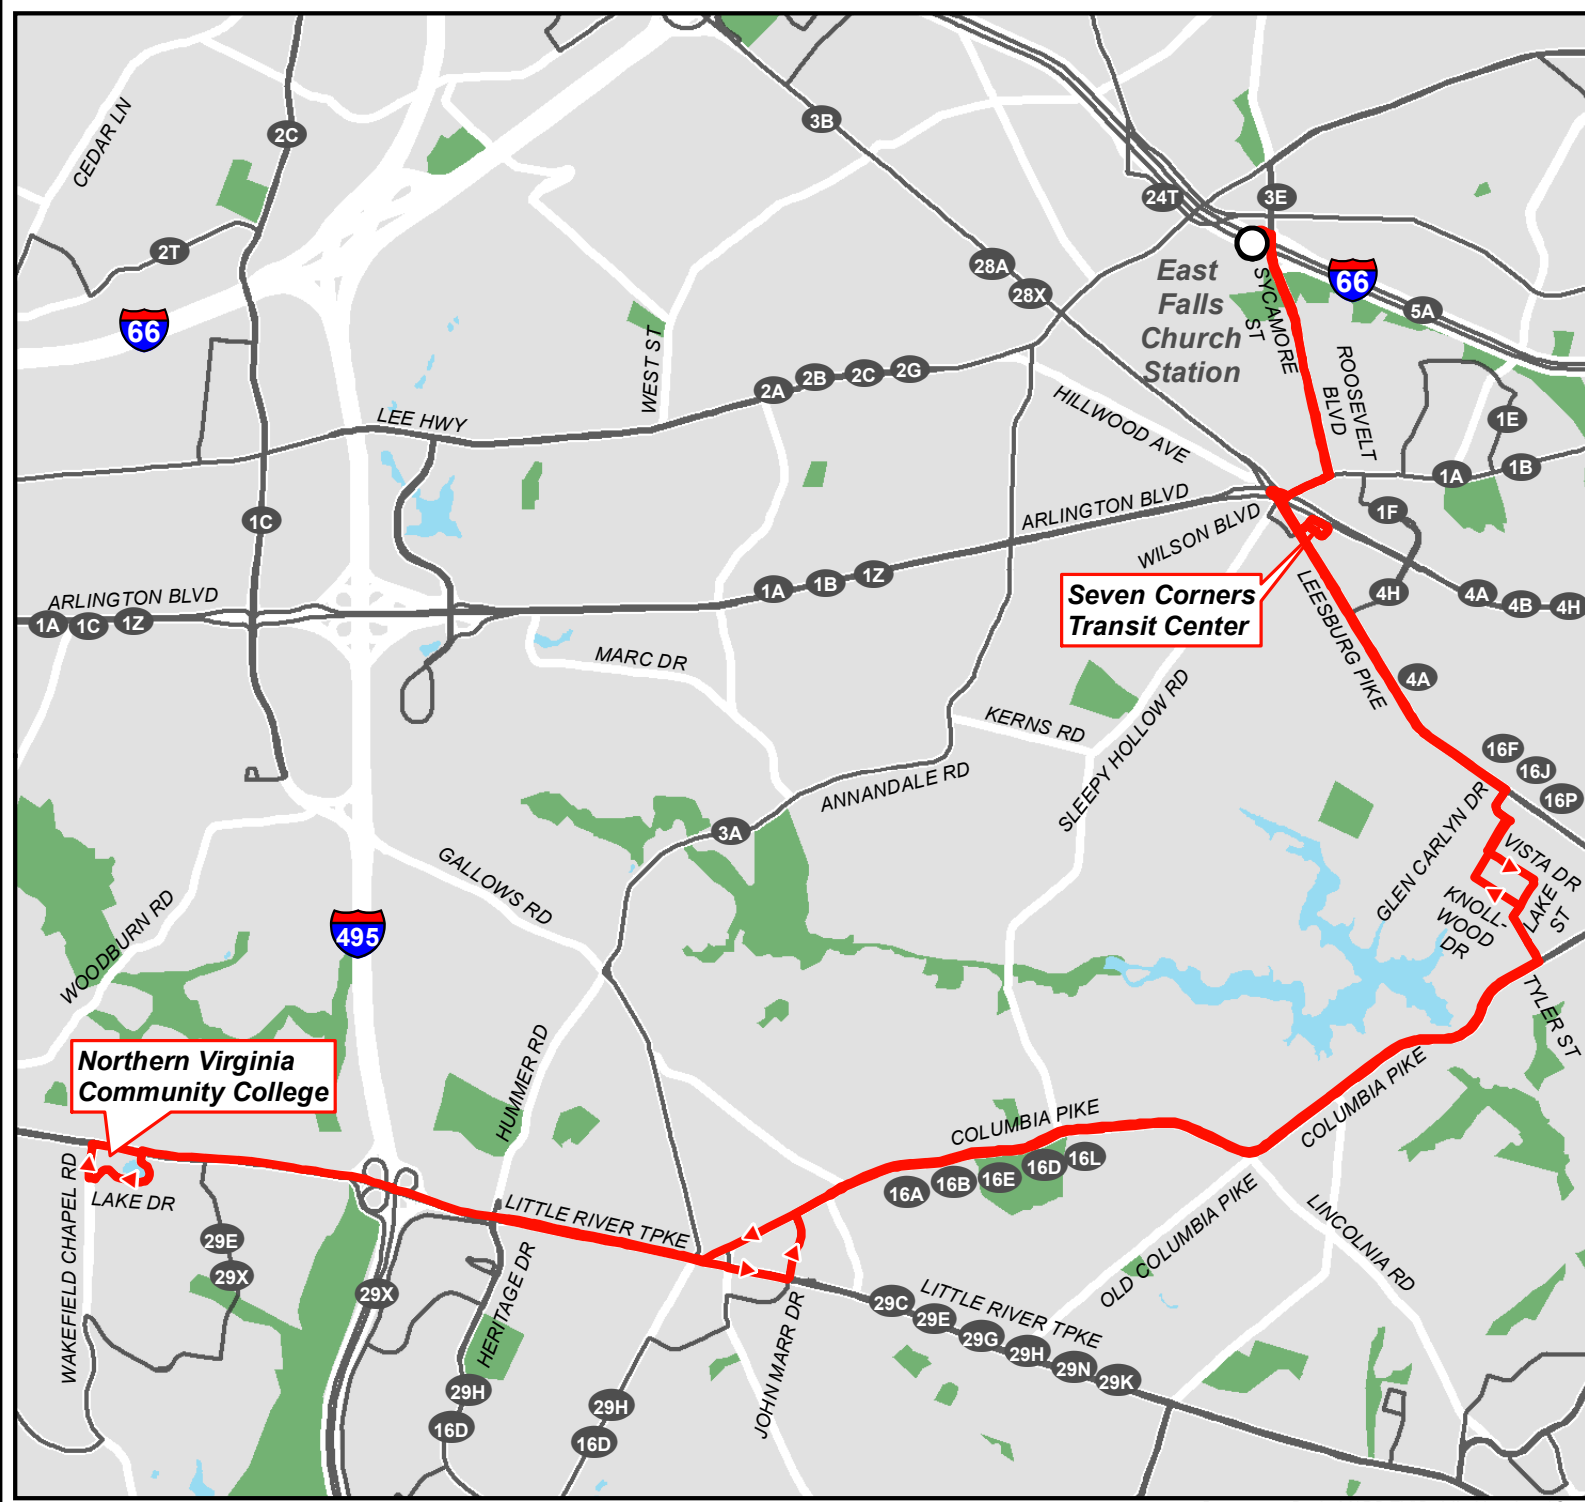 CEDAR LN
2C
3B
2T
24T
3E
66
28A
28X
East
Falls
Church
Station
SYCAMORE
ST
66
5A
WEST ST
2A
2B
2C
2G
LEE HWY
HILLWOOD AVE
ROOSEVELT
BLVD
1E
1A
1B
1C
ARLINGTON BLVD
WILSON BLVD
1F
ARLINGTON BLVD
1A
1C
1Z
1A
1B
1Z
Seven Corners
Transit Center
4H
4A
4B
4H
LEESBURG PIKE
MARC DR
4A
KERNS RD
SLEEPY HOLLOW RD
ANNANDALE RD
16F
16J
16P
3A
GLEN CARLYN DR
VISTA DR
LAKE
ST
KNOLL-
WOOD
DR
GALLOWS RD
WOODBURN RD
495
TYLER ST
Northern Virginia
Community College
HUMMER RD
COLUMBIA PIKE
COLUMBIA PIKE
16A
16B
16E
16D
16L
WAKEFIELD CHAPEL RD
LAKE DR
LITTLE RIVER TPKE
OLD COLUMBIA PIKE
LINCOLNIA RD
29E
29X
29X
HERITAGE DR
JOHN MARR DR
LITTLE RIVER TPKE
29C
29E
29G
29H
29N
29K
29H
16D
29H
16D